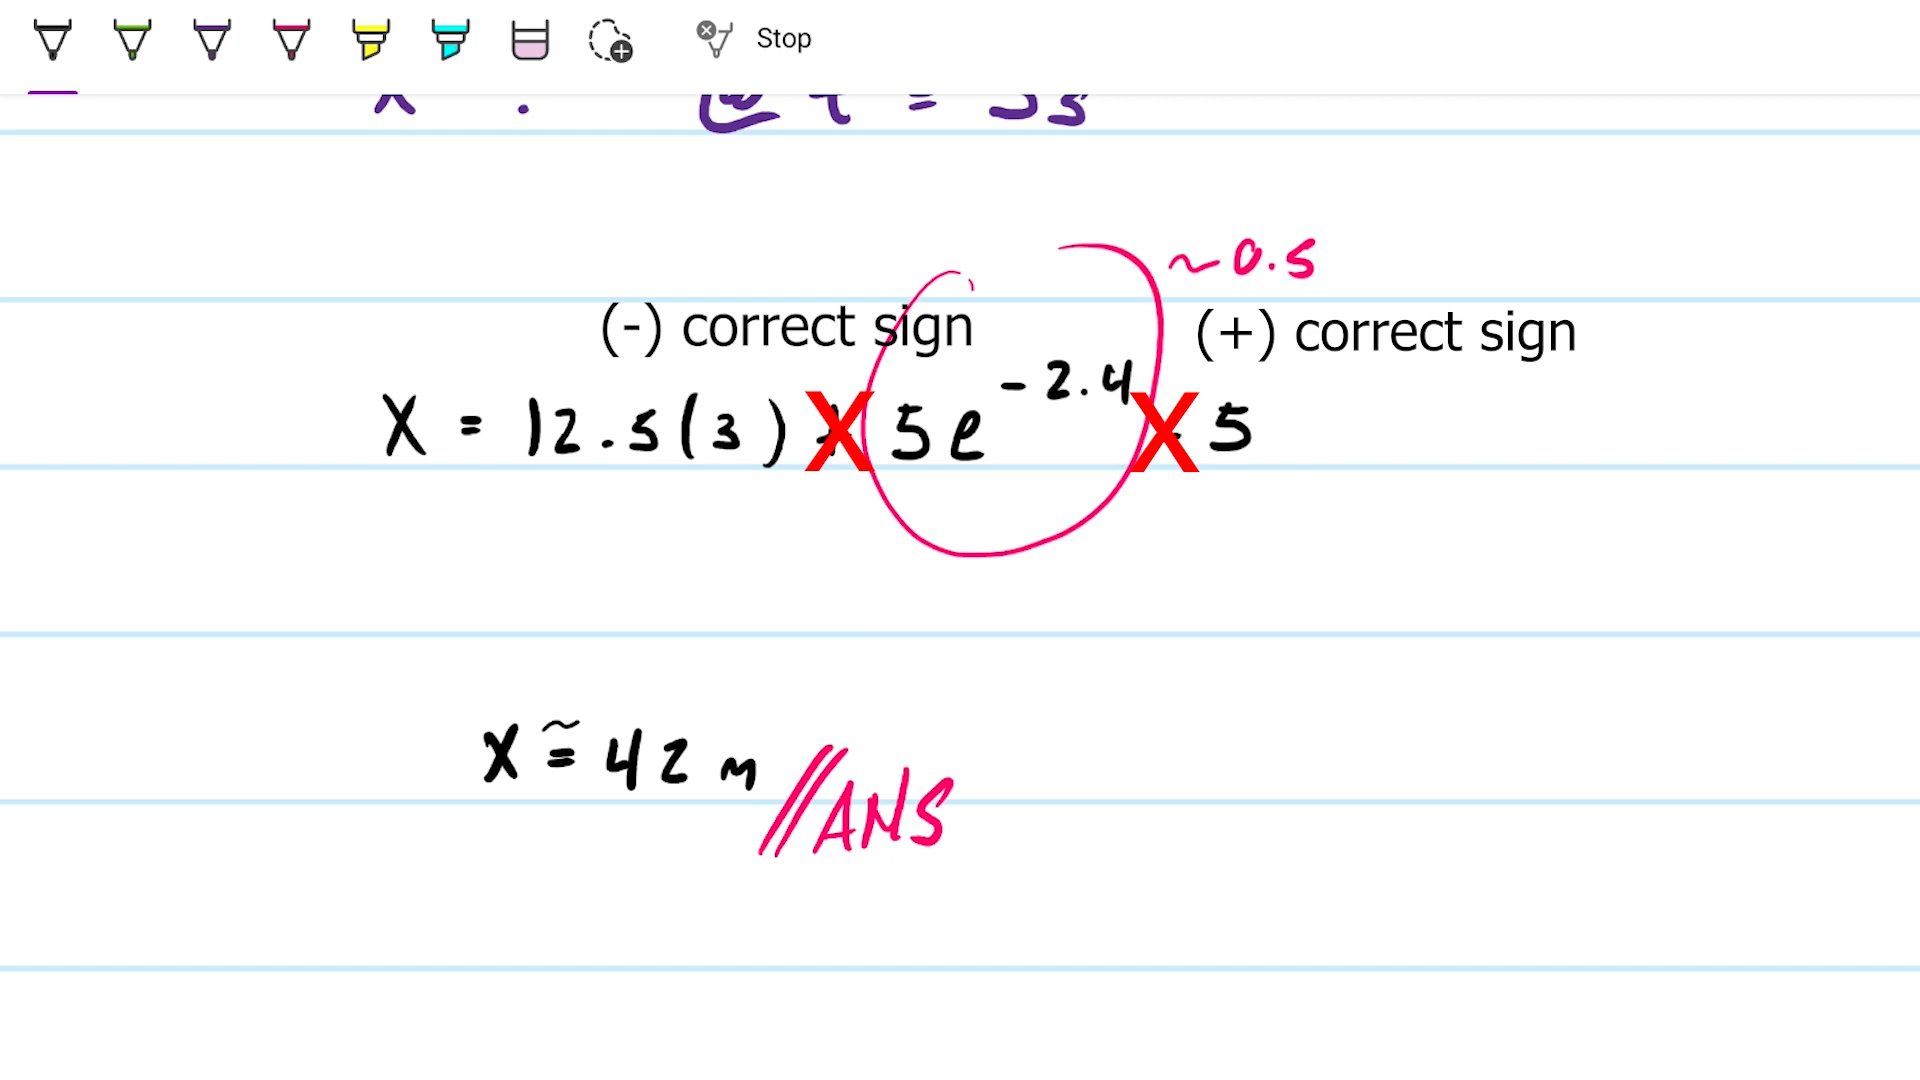 Stop
~0.5
(-) correct sign (+) correct sign
X = 12.5(3) X 5e^-2.4 X 5
X ≅ 42 m // ANS